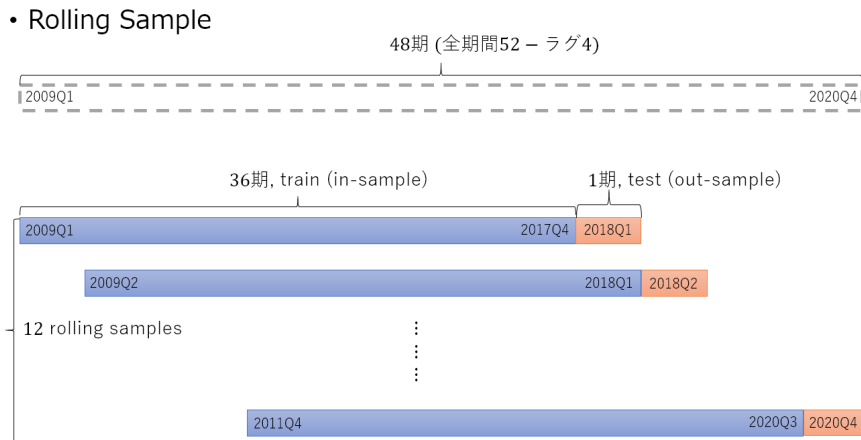 • Rolling Sample
48期 (全期間52 − ラグ4)
2009Q1 2020Q4
36期, train (in-sample) 1期, test (out-sample)
2009Q1 2017Q4 2018Q1
2009Q2 2018Q1 2018Q2
12 rolling samples
2011Q4 2020Q3 2020Q4